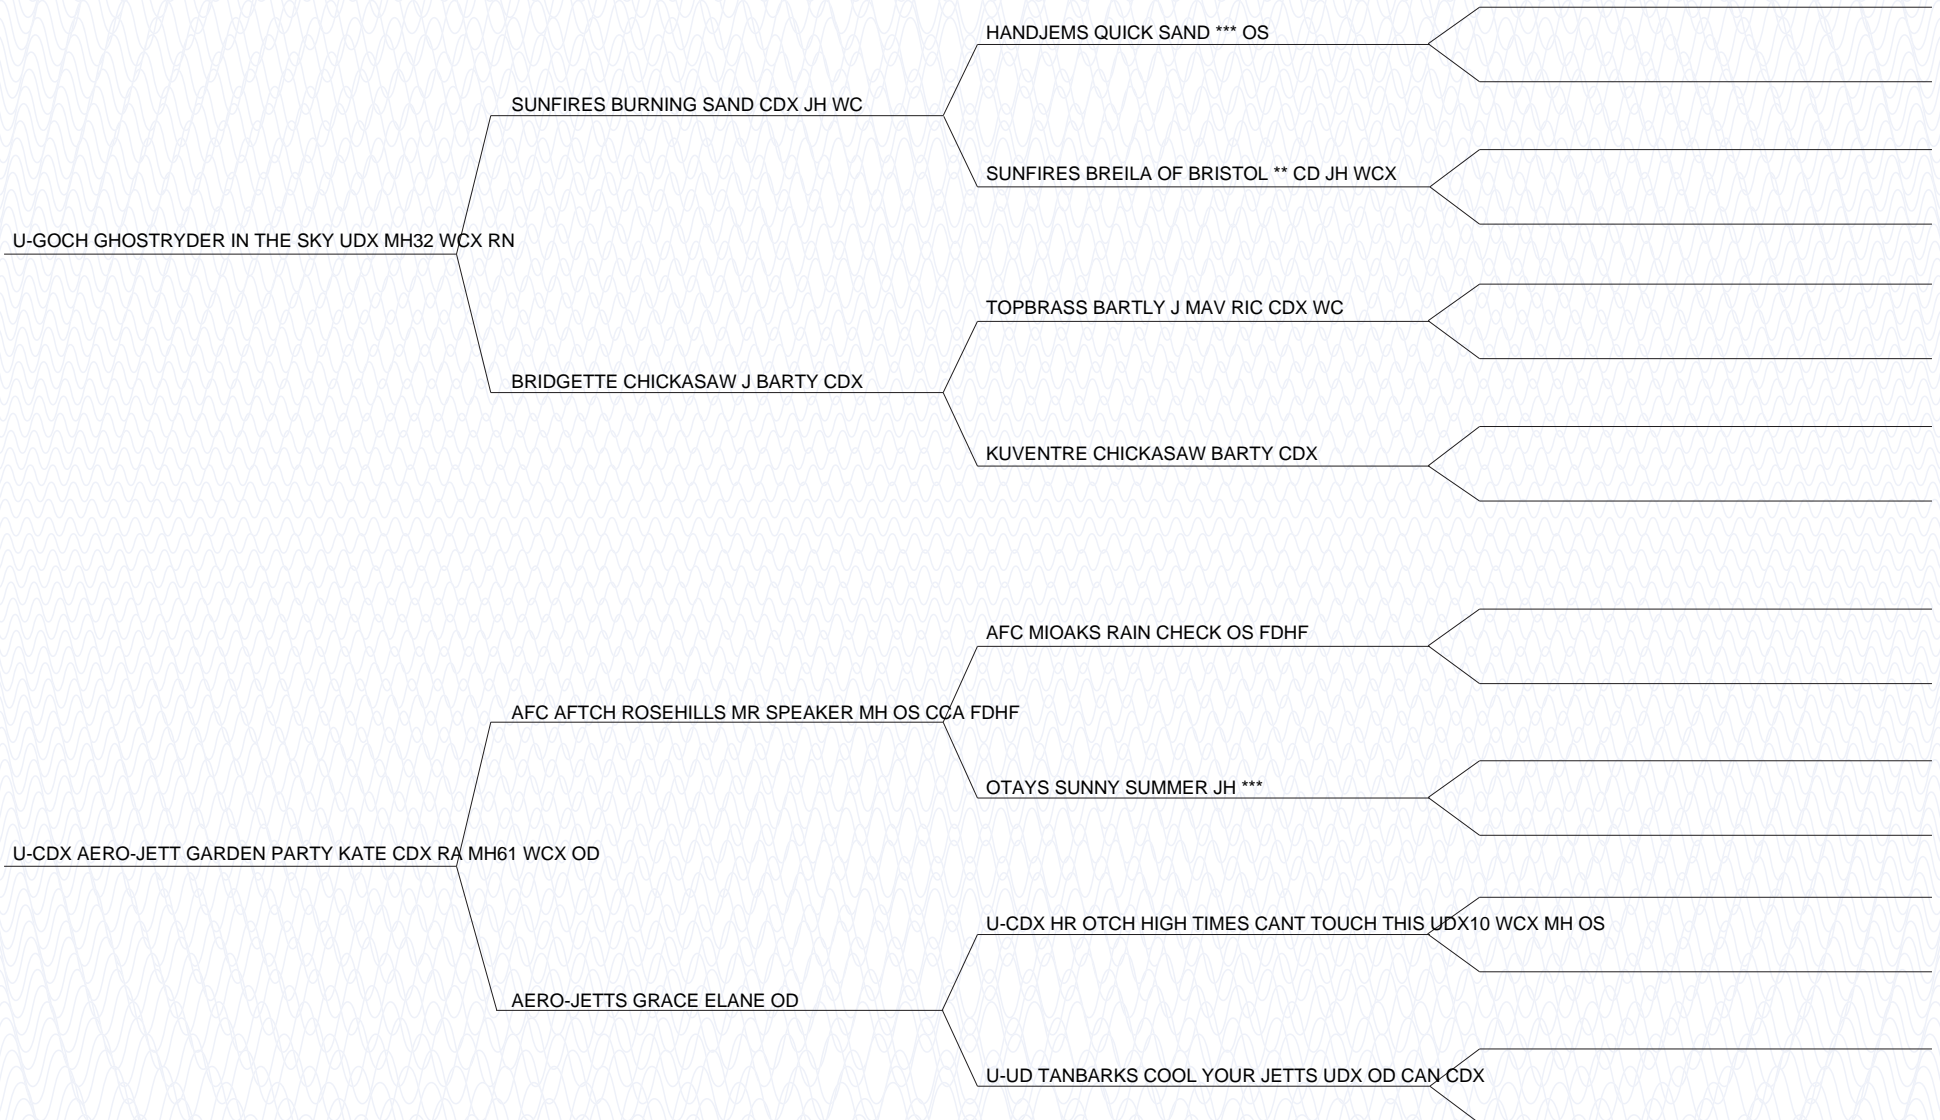 HANDJEMS QUICK SAND *** OS
SUNFIRES BURNING SAND CDX JH WC
SUNFIRES BREILA OF BRISTOL ** CD JH WCX
U-GOCH GHOSTRYDER IN THE SKY UDX MH32 WCX RN
TOPBRASS BARTLY J MAV RIC CDX WC
BRIDGETTE CHICKASAW J BARTY CDX
KUVENTRE CHICKASAW BARTY CDX
AFC MIOAKS RAIN CHECK OS FDHF
AFC AFTCH ROSEHILLS MR SPEAKER MH OS CCA FDHF
OTAYS SUNNY SUMMER JH ***
U-CDX AERO-JETT GARDEN PARTY KATE CDX RA MH61 WCX OD
U-CDX HR OTCH HIGH TIMES CANT TOUCH THIS UDX10 WCX MH OS
AERO-JETTS GRACE ELANE OD
U-UD TANBARKS COOL YOUR JETTS UDX OD CAN CDX